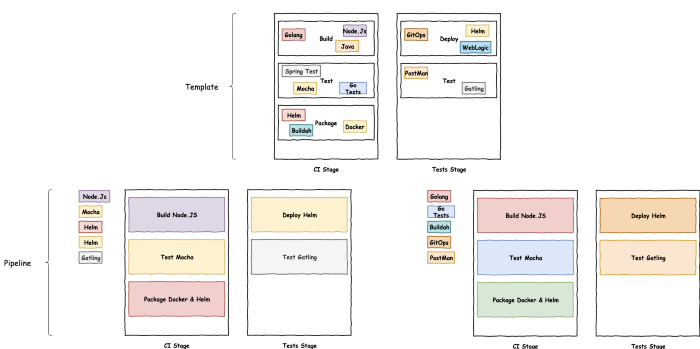 Golang
Build
Node.Js
Java
GitOps
Deploy
Helm
WebLogic
Template
Spring Test
Test
Mocha
Go
Tests
PostMan
Test
Gatling
Helm
Package
Buildah
Docker
CI Stage
Tests Stage
Pipeline
Node.Js
Mocha
Helm
Helm
Gatling
Build Node.JS
Test Mocha
Package Docker & Helm
CI Stage
Deploy Helm
Test Gatling
Tests Stage
Golang
Go
Tests
Buildah
GitOps
PostMan
Build Node.JS
Test Mocha
Package Docker & Helm
CI Stage
Deploy Helm
Test Gatling
Tests Stage